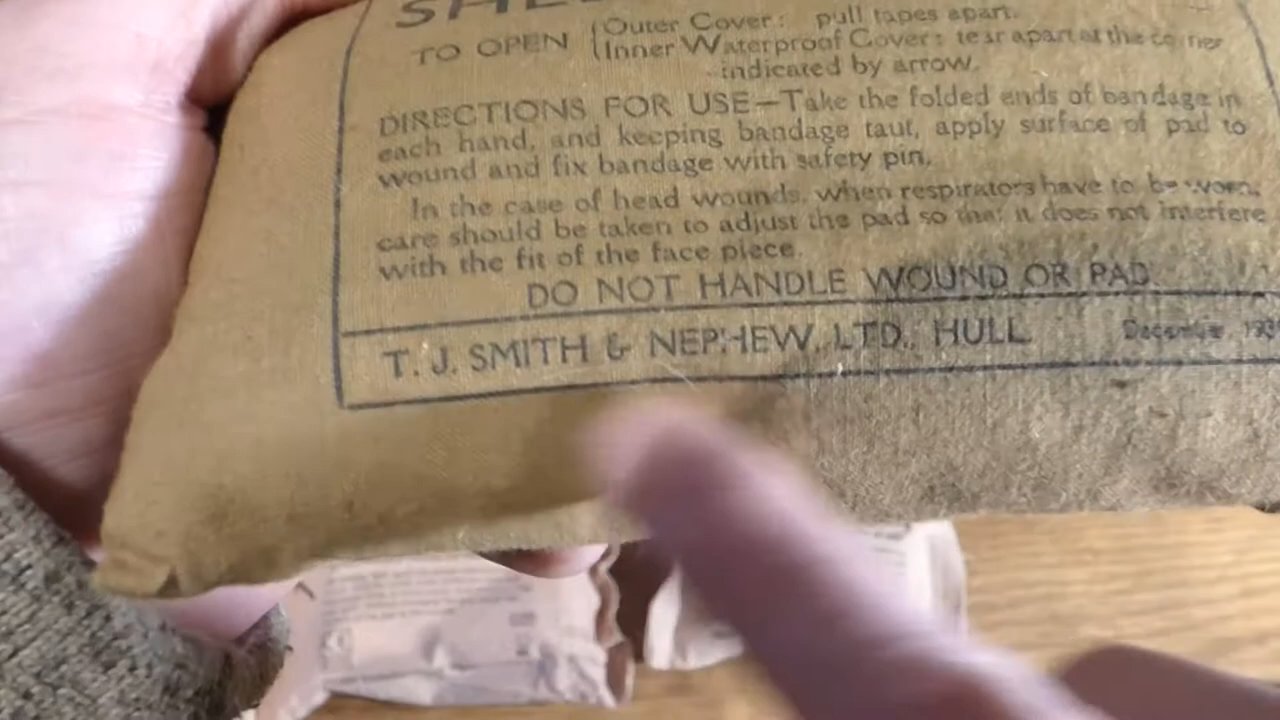 TO OPEN {Outer Cover: pull tapes apart.
Inner Waterproof Cover: tear apart at the corner
indicated by arrow.
DIRECTIONS FOR USE—Take the folded ends of bandage in
each hand, and keeping bandage taut, apply surface of pad to
wound and fix bandage with safety pin.
In the case of head wounds, when respirators have to be worn,
care should be taken to adjust the pad so that it does not interfere
with the fit of the face piece.
DO NOT HANDLE WOUND OR PAD.
T. J. SMITH & NEPHEW, LTD., HULL December, 193